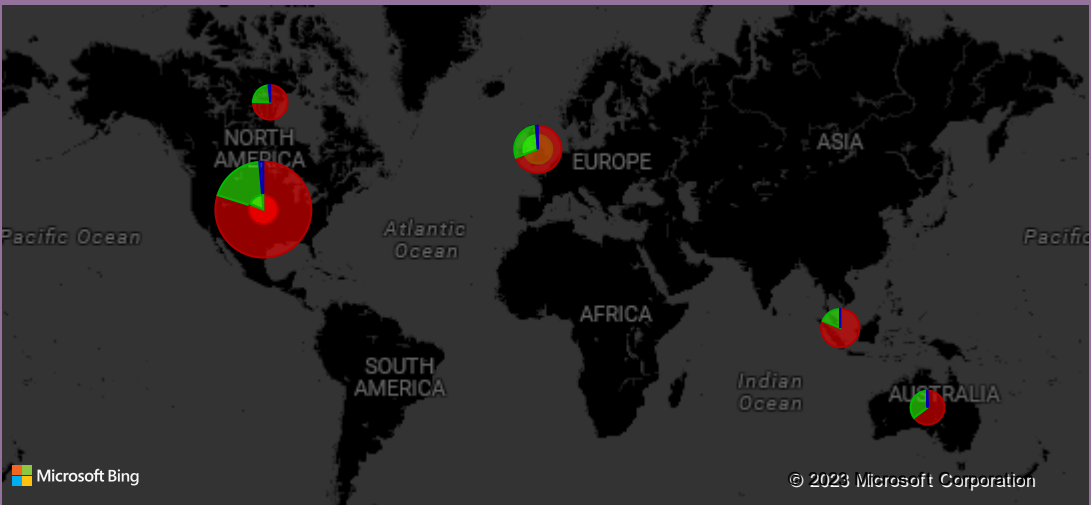 NORTH
AMERICA
EUROPE
ASIA
Pacific Ocean
Atlantic
Ocean
Pacific
AFRICA
SOUTH
AMERICA
Indian
Ocean
AUSTRALIA
Microsoft Bing
© 2023 Microsoft Corporation